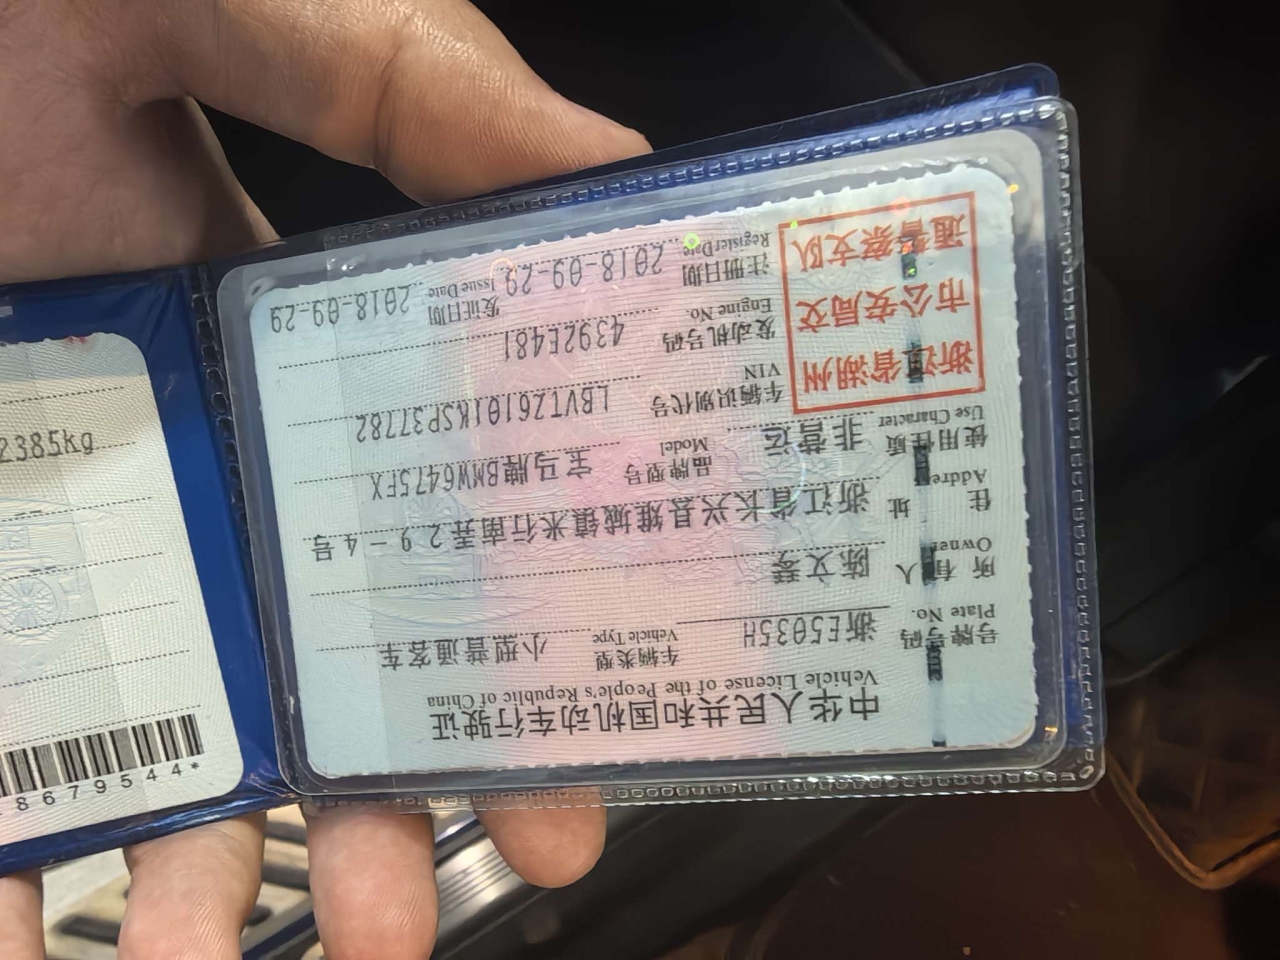 中华人民共和国机动车行驶证
Vehicle License of the People's Republic of China
号牌号码 浙E5035H 车辆类型 小型普通客车
Plate No. Vehicle Type
所有人 陈文琴
Owner
住址 浙江省长兴县雉城镇米行南弄29-4号
Address
使用性质 非营运 品牌型号 宝马牌BMW6475FX
Use Character Model
浙江省湖州
市公安局交
通警察支队
车辆识别代号 LBVTZ6101KSP37782
VIN
发动机号码 4392E481
Engine No.
注册日期 2018-09-29 发证日期 2018-09-29
Register Date Issue Date
2385kg
8679544*